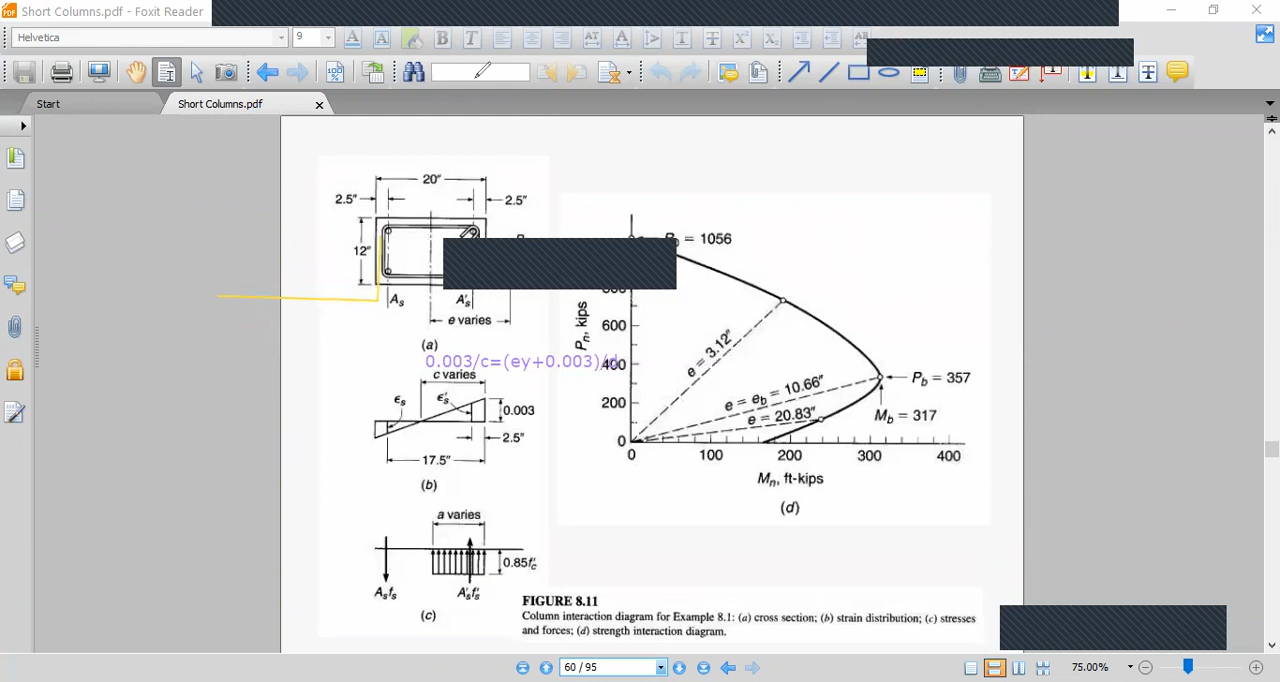 Short Columns.pdf - Foxit Reader
Helvetica 9
Start Short Columns.pdf
20"
2.5" 2.5"
12"
As A's
e varies
(a)
0.003/c=(ey+0.003)/d
c varies
ϵs ϵ's 0.003
2.5"
17.5"
(b)
a varies
0.85f'c
Asfs A'sf's
(c)
= 1056
Pn, kips
600
400
200
0
e = 3.12"
e = eb = 10.66"
e = 20.83"
Pb = 357
Mb = 317
0 100 200 300 400
Mn, ft-kips
(d)
FIGURE 8.11
Column interaction diagram for Example 8.1: (a) cross section; (b) strain distribution; (c) stresses
and forces; (d) strength interaction diagram.
60 / 95
75.00%